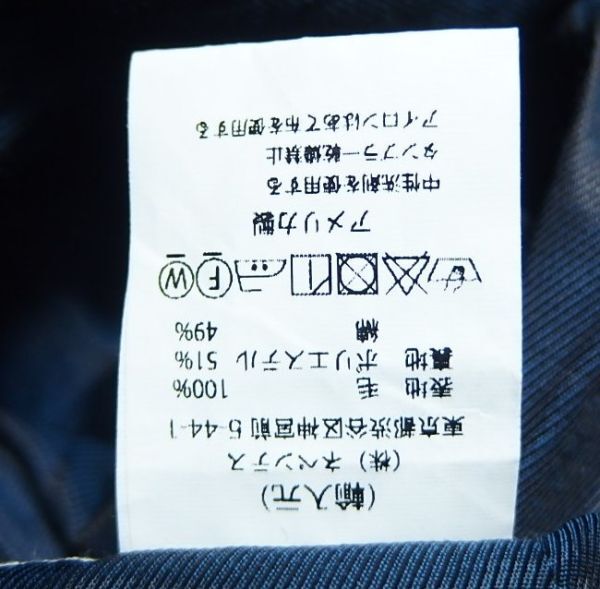 （輸入元）
（株）ネペンテス
東京都渋谷区神宮前 5-44-1
表地 毛 100%
裏地 ポリエステル 51%
綿 49%
W F
アメリカ製
中性洗剤を使用する
タンブラー乾燥禁止
アイロンはあて布を使用する